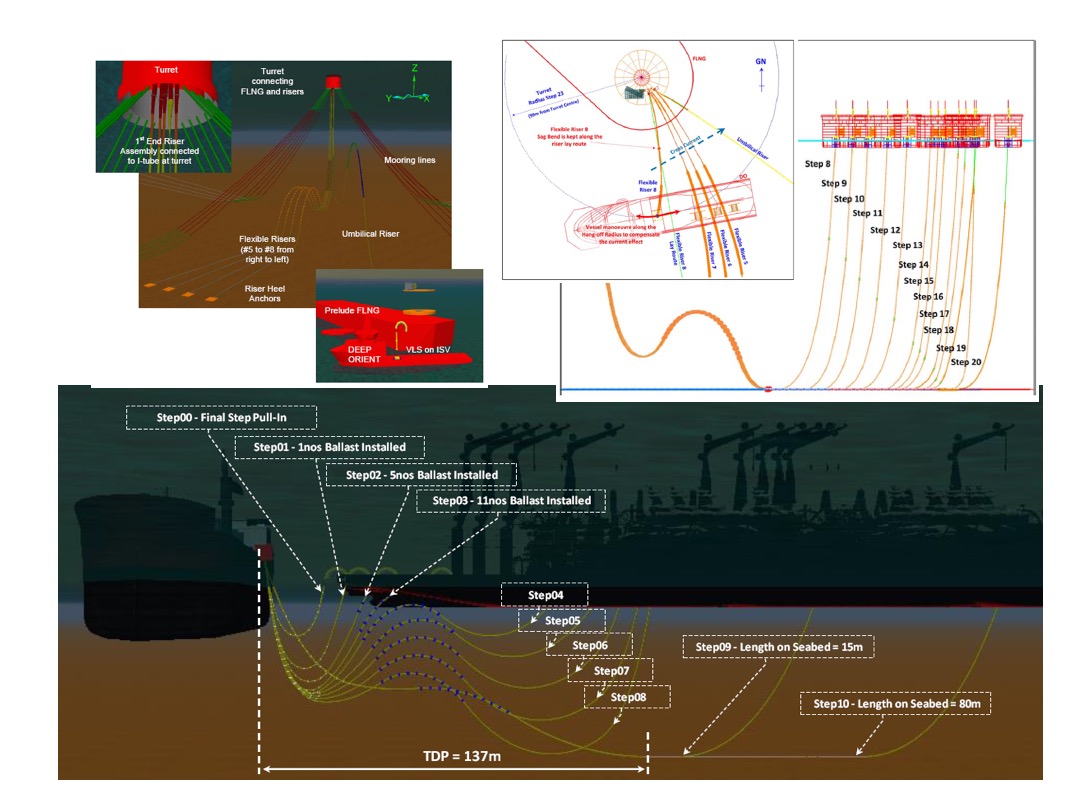 Turret
Turret
connecting
FLNG and risers
Z
Y
X
1st End Riser
Assembly connected
to I-tube at turret
Mooring lines
Flexible Risers
(#5 to #8 from
right to left)
Umbilical Riser
Riser Heel
Anchors
Prelude FLNG
DEEP
ORIENT
VLS on ISV
FLNG
GN
Turret
Radius Step 23
(90m from Turret Centre)
Flexible Riser 8
Sag Bend is kept along the
riser lay route
Cross Current
Umbilical Riser
Flexible
Riser 8
DO
Vessel manoeuvre along the
Hang-off Radius to compensate
the current effect
Flexible Riser 8
Lay Route
Flexible Riser 7
Flexible Riser 6
Flexible Riser 5
Step 8
Step 9
Step 10
Step 11
Step 12
Step 13
Step 14
Step 15
Step 16
Step 17
Step 18
Step 19
Step 20
Step00 - Final Step Pull-In
Step01 - 1nos Ballast Installed
Step02 - 5nos Ballast Installed
Step03 - 11nos Ballast Installed
Step04
Step05
Step06
Step07
Step08
Step09 - Length on Seabed = 15m
Step10 - Length on Seabed = 80m
TDP = 137m